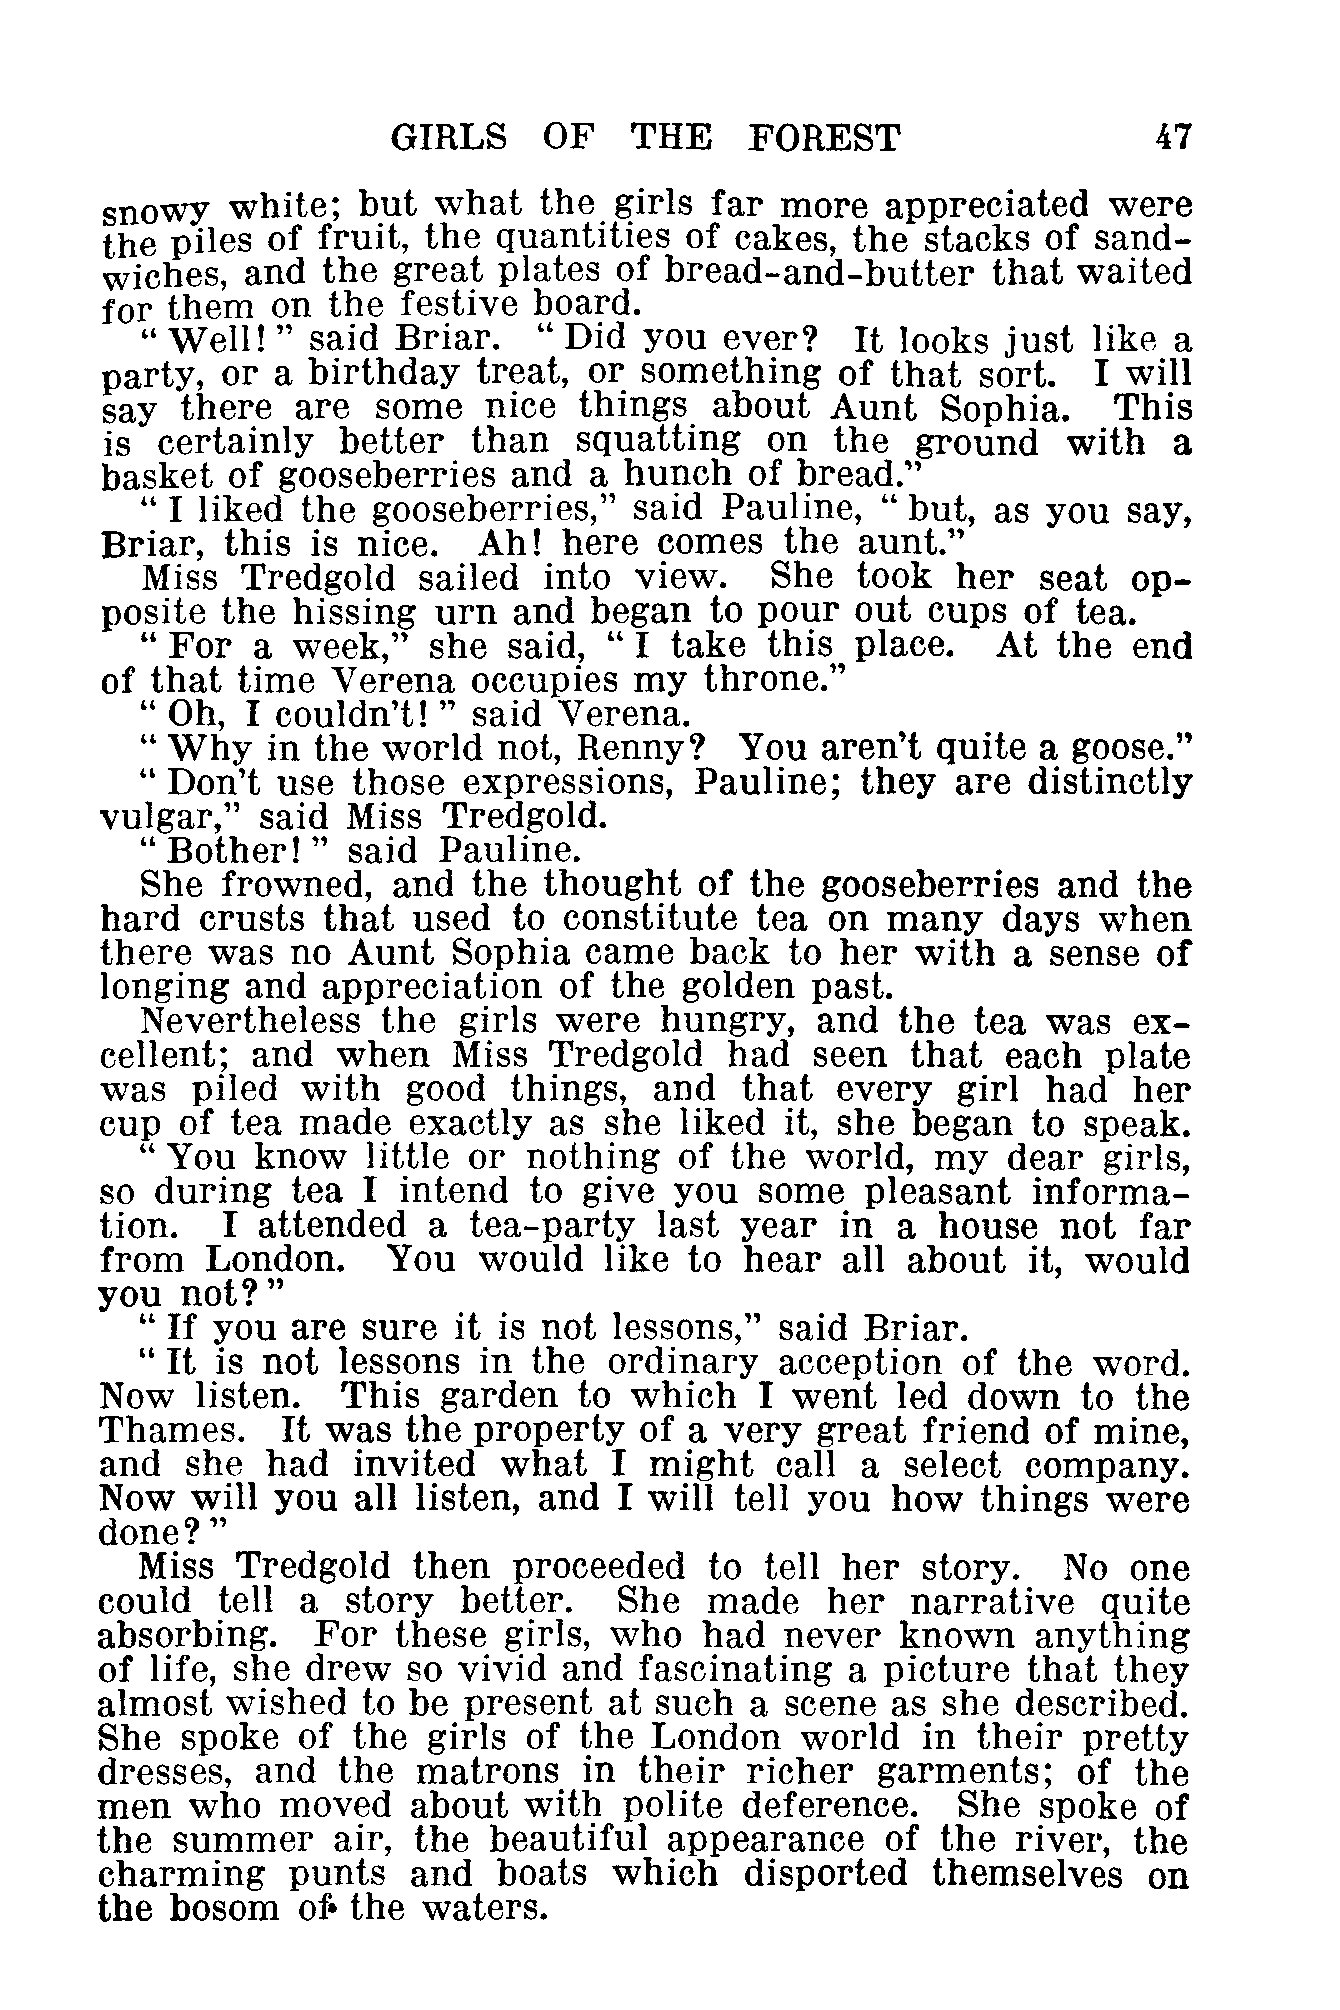 GIRLS OF THE FOREST 47
snowy white; but what the girls far more appreciated were
the piles of fruit, the quantities of cakes, the stacks of sand-
wiches, and the great plates of bread-and-butter that waited
for them on the festive board.
“ Well! ” said Briar. “ Did you ever? It looks just like a
party, or a birthday treat, or something of that sort. I will
say there are some nice things about Aunt Sophia. This
is certainly better than squatting on the ground with a
basket of gooseberries and a hunch of bread.”
“ I liked the gooseberries,” said Pauline, “ but, as you say,
Briar, this is nice. Ah! here comes the aunt.”
Miss Tredgold sailed into view. She took her seat op-
posite the hissing urn and began to pour out cups of tea.
“ For a week,” she said, “ I take this place. At the end
of that time Verena occupies my throne.”
“ Oh, I couldn’t! ” said Verena.
“ Why in the world not, Renny? You aren’t quite a goose.”
“ Don’t use those expressions, Pauline; they are distinctly
vulgar,” said Miss Tredgold.
“ Bother! ” said Pauline.
She frowned, and the thought of the gooseberries and the
hard crusts that used to constitute tea on many days when
there was no Aunt Sophia came back to her with a sense of
longing and appreciation of the golden past.
Nevertheless the girls were hungry, and the tea was ex-
cellent; and when Miss Tredgold had seen that each plate
was piled with good things, and that every girl had her
cup of tea made exactly as she liked it, she began to speak.
“ You know little or nothing of the world, my dear girls,
so during tea I intend to give you some pleasant informa-
tion. I attended a tea-party last year in a house not far
from London. You would like to hear all about it, would
you not? ”
“ If you are sure it is not lessons,” said Briar.
“ It is not lessons in the ordinary acception of the word.
Now listen. This garden to which I went led down to the
Thames. It was the property of a very great friend of mine,
and she had invited what I might call a select company.
Now will you all listen, and I will tell you how things were
done? ”
Miss Tredgold then proceeded to tell her story. No one
could tell a story better. She made her narrative quite
absorbing. For these girls, who had never known anything
of life, she drew so vivid and fascinating a picture that they
almost wished to be present at such a scene as she described.
She spoke of the girls of the London world in their pretty
dresses, and the matrons in their richer garments; of the
men who moved about with polite deference. She spoke of
the summer air, the beautiful appearance of the river, the
charming punts and boats which disported themselves on
the bosom of the waters.